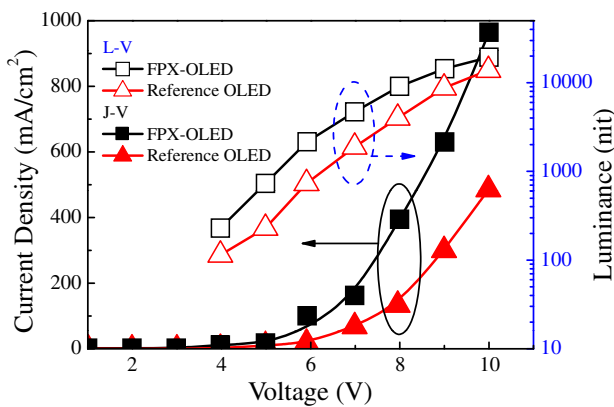 Current Density (mA/cm²)
1000
800
600
400
200
0
L-V
FPX-OLED
Reference OLED
J-V
FPX-OLED
Reference OLED
10000
1000
100
10
Luminance (nit)
2 4 6 8 10
Voltage (V)